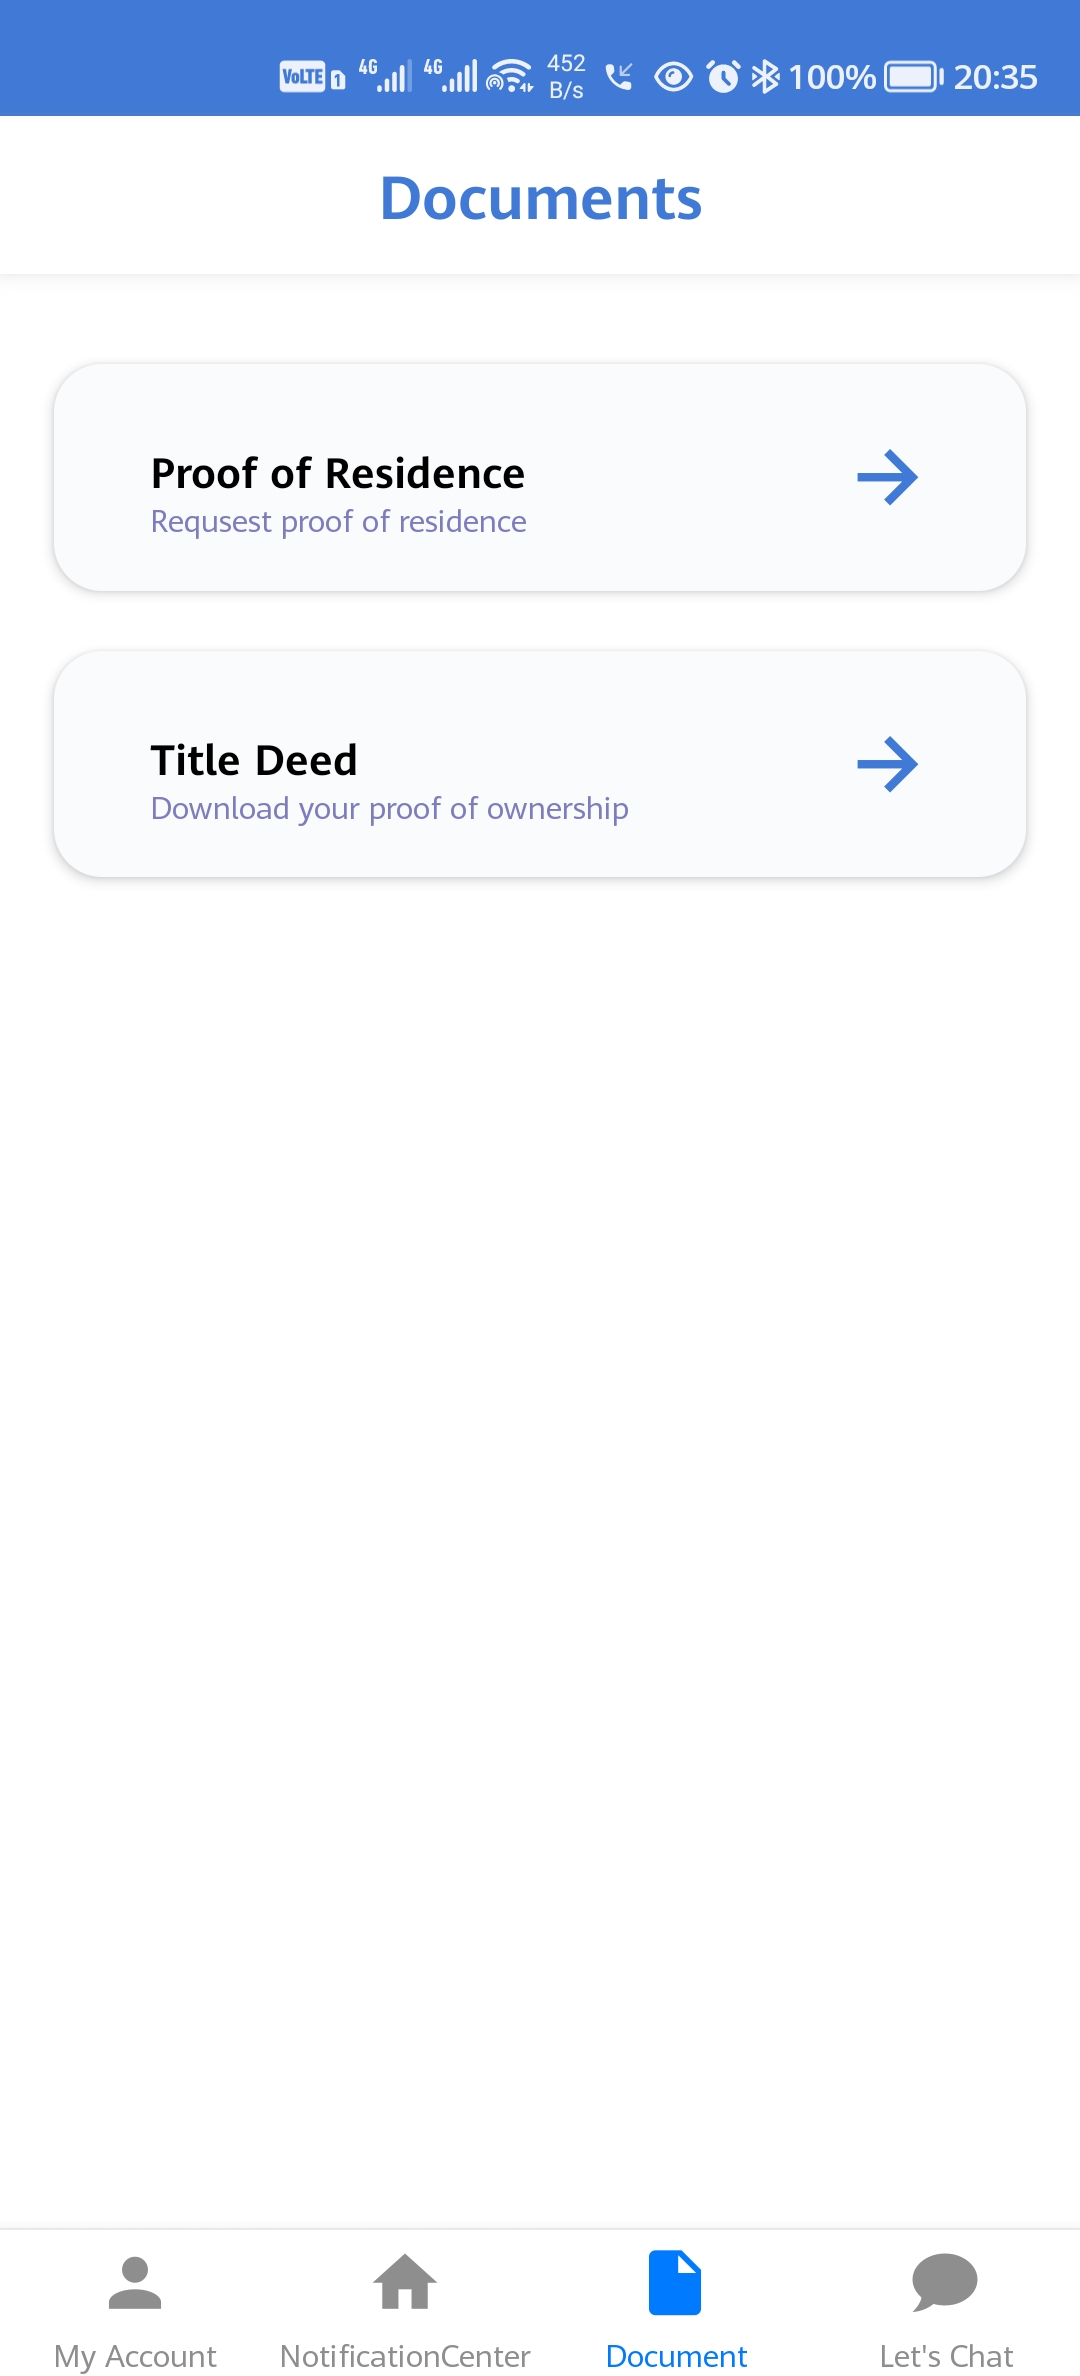 VoLTE 1 4G 4G 452 B/s 100% 20:35
Documents
Proof of Residence
Requsest proof of residence
Title Deed
Download your proof of ownership
My Account NotificationCenter Document Let's Chat